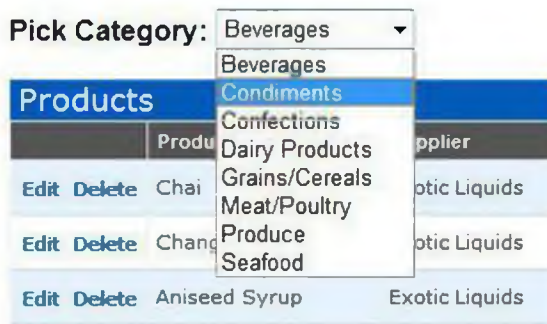 Pick Category: Beverages
Beverages
Condiments
Confections
Dairy Products
Grains/Cereals
Meat/Poultry
Produce
Seafood
Products
Produ pplier
Edit Delete Chai otic Liquids
Edit Delete Chang otic Liquids
Edit Delete Aniseed Syrup Exotic Liquids